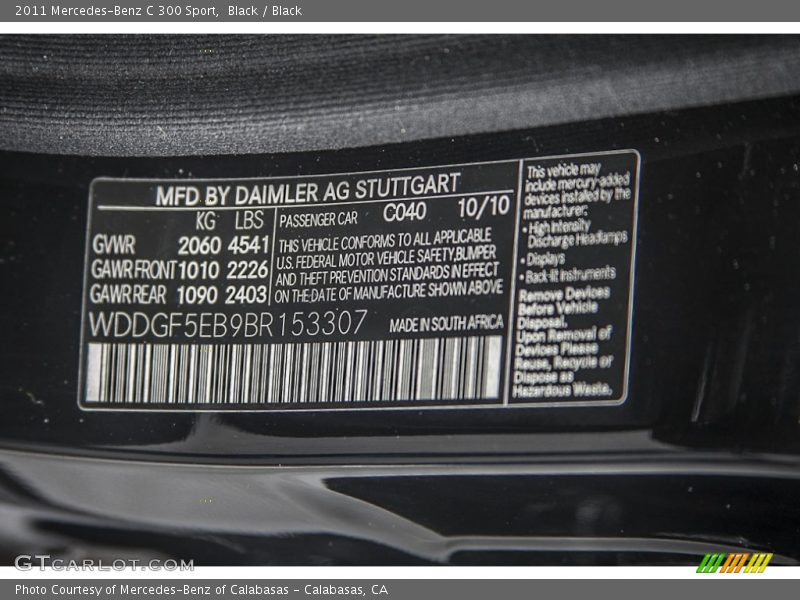 2011 Mercedes-Benz C 300 Sport, Black / Black
MFD BY DAIMLER AG STUTTGART
KG LBS
GVWR 2060 4541
GAWR FRONT 1010 2226
GAWR REAR 1090 2403
PASSENGER CAR C040 10/10
THIS VEHICLE CONFORMS TO ALL APPLICABLE
U.S. FEDERAL MOTOR VEHICLE SAFETY,BUMPER
AND THEFT PREVENTION STANDARDS IN EFFECT
ON THE DATE OF MANUFACTURE SHOWN ABOVE
WDDGF5EB9BR153307 MADE IN SOUTH AFRICA
This vehicle may
include mercury-added
devices installed by the
manufacturer:
• High Intensity
Discharge Headlamps
• Displays
• Back-lit instruments
Remove Devices
Before Vehicle
Disposal.
Upon Removal of
Devices Please
Reuse, Recycle or
Dispose as
Hazardous Waste.
GTCARLOT.COM
Photo Courtesy of Mercedes-Benz of Calabasas - Calabasas, CA